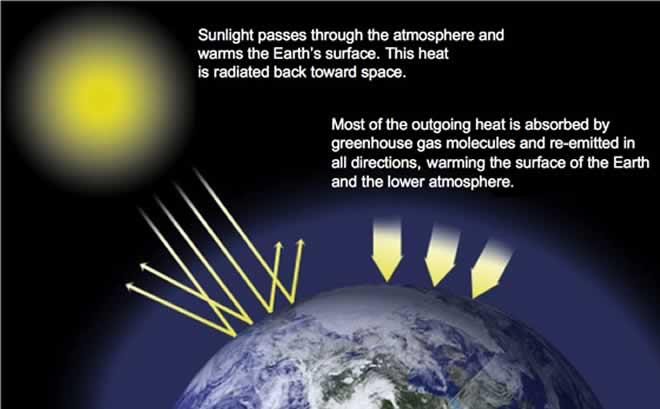 Sunlight passes through the atmosphere and
warms the Earth's surface. This heat
is radiated back toward space.
Most of the outgoing heat is absorbed by
greenhouse gas molecules and re-emitted in
all directions, warming the surface of the Earth
and the lower atmosphere.